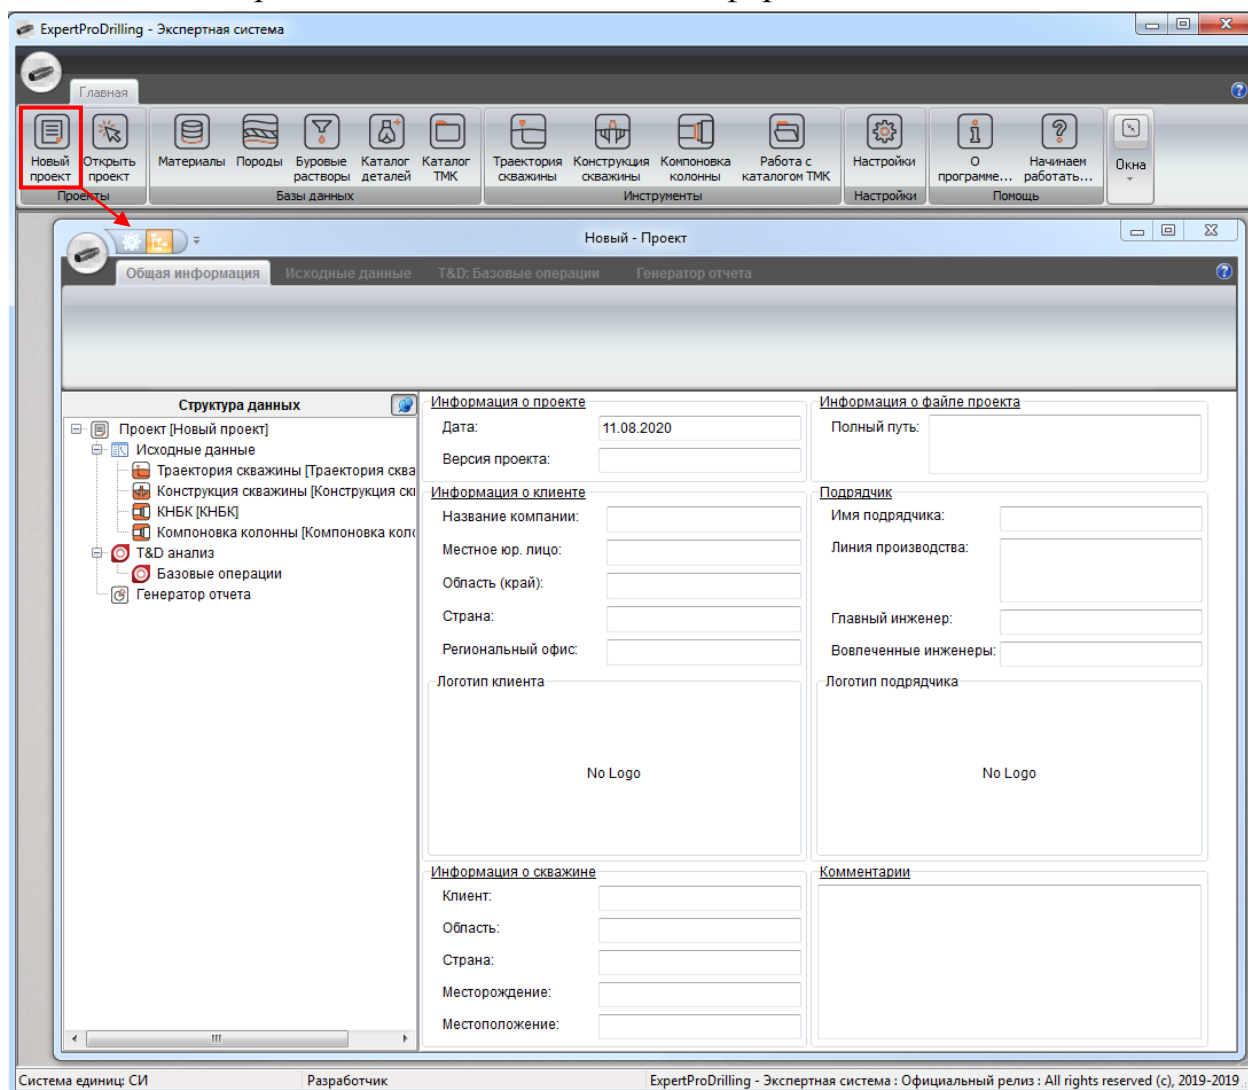 ExpertProDrilling - Экспертная система
Главная
Новый проект
Открыть проект
Материалы
Породы
Буровые растворы
Каталог деталей
Каталог ТМК
Траектория скважины
Конструкция скважины
Компоновка колонны
Работа с каталогом ТМК
Настройки
О программе...
Начинаем работать...
Окна
Проекты
Базы данных
Инструменты
Настройки
Помощь
Новый - Проект
Общая информация
Исходные данные
T&D: Базовые операции
Генератор отчета
Структура данных
Проект [Новый проект]
Исходные данные
Траектория скважины [Траектория сква
Конструкция скважины [Конструкция скв
КНБК [КНБК]
Компоновка колонны [Компоновка коло
T&D анализ
Базовые операции
Генератор отчета
Информация о проекте
Дата: 11.08.2020
Версия проекта:
Информация о файле проекта
Полный путь:
Информация о клиенте
Название компании:
Местное юр. лицо:
Область (край):
Страна:
Региональный офис:
Подрядчик
Имя подрядчика:
Линия производства:
Главный инженер:
Вовлеченные инженеры:
Логотип клиента
No Logo
Логотип подрядчика
No Logo
Информация о скважине
Клиент:
Область:
Страна:
Месторождение:
Местоположение:
Комментарии
Система единиц: СИ
Разработчик
ExpertProDrilling - Экспертная система : Официальный релиз : All rights reserved (c), 2019-2019